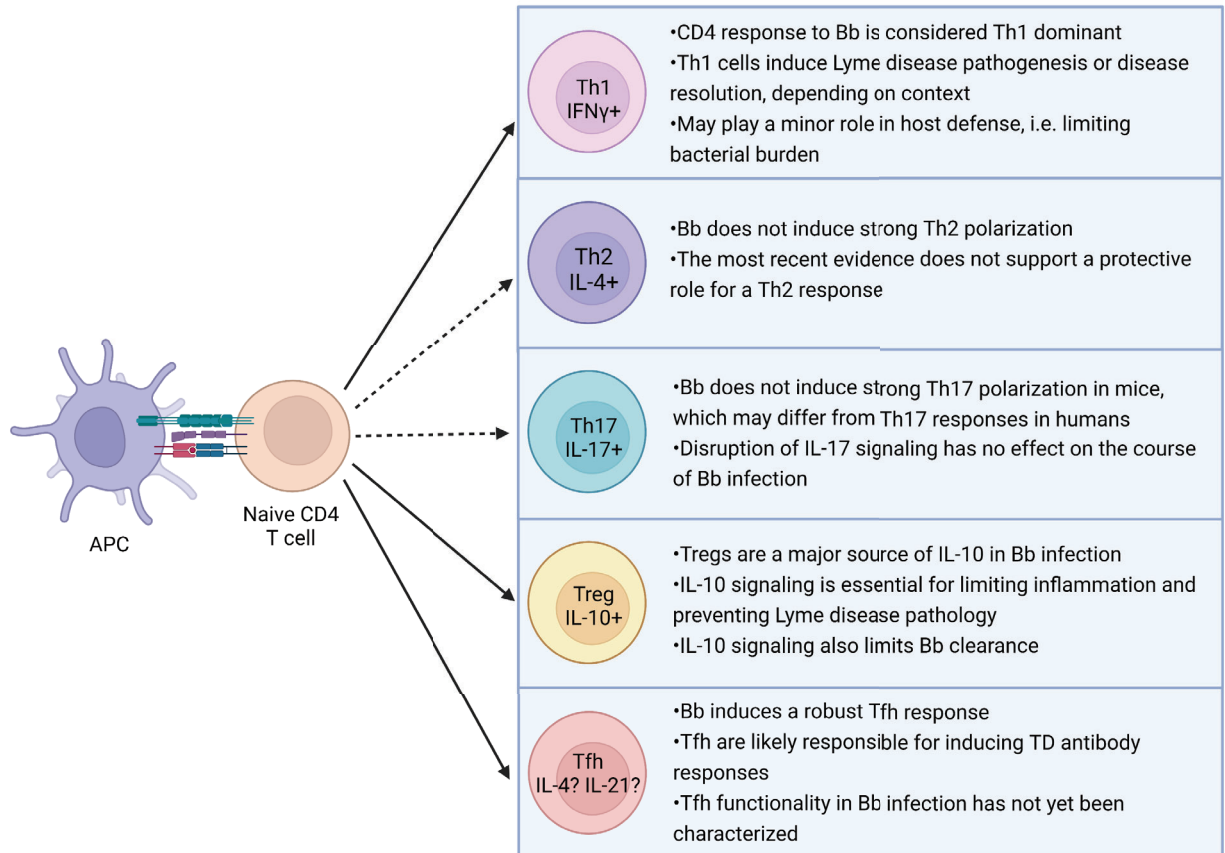 Th1
IFNγ+
•CD4 response to Bb is considered Th1 dominant
•Th1 cells induce Lyme disease pathogenesis or disease
resolution, depending on context
•May play a minor role in host defense, i.e. limiting
bacterial burden
Th2
IL-4+
•Bb does not induce strong Th2 polarization
•The most recent evidence does not support a protective
role for a Th2 response
Th17
IL-17+
•Bb does not induce strong Th17 polarization in mice,
which may differ from Th17 responses in humans
•Disruption of IL-17 signaling has no effect on the course
of Bb infection
APC
Naive CD4
T cell
Treg
IL-10+
•Tregs are a major source of IL-10 in Bb infection
•IL-10 signaling is essential for limiting inflammation and
preventing Lyme disease pathology
•IL-10 signaling also limits Bb clearance
Tfh
IL-4? IL-21?
•Bb induces a robust Tfh response
•Tfh are likely responsible for inducing TD antibody
responses
•Tfh functionality in Bb infection has not yet been
characterized